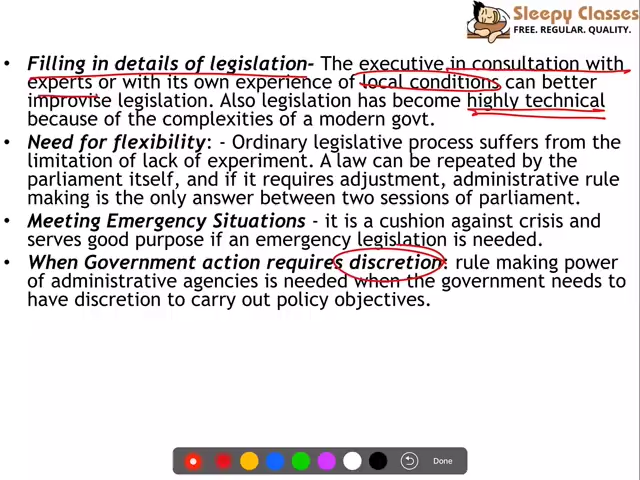 Sleepy Classes
FREE. REGULAR. QUALITY.
• Filling in details of legislation- The executive in consultation with
experts or with its own experience of local conditions can better
improvise legislation. Also legislation has become highly technical
because of the complexities of a modern govt.
• Need for flexibility: - Ordinary legislative process suffers from the
limitation of lack of experiment. A law can be repeated by the
parliament itself, and if it requires adjustment, administrative rule
making is the only answer between two sessions of parliament.
• Meeting Emergency Situations - it is a cushion against crisis and
serves good purpose if an emergency legislation is needed.
• When Government action requires discretion: rule making power
of administrative agencies is needed when the government needs to
have discretion to carry out policy objectives.
Done